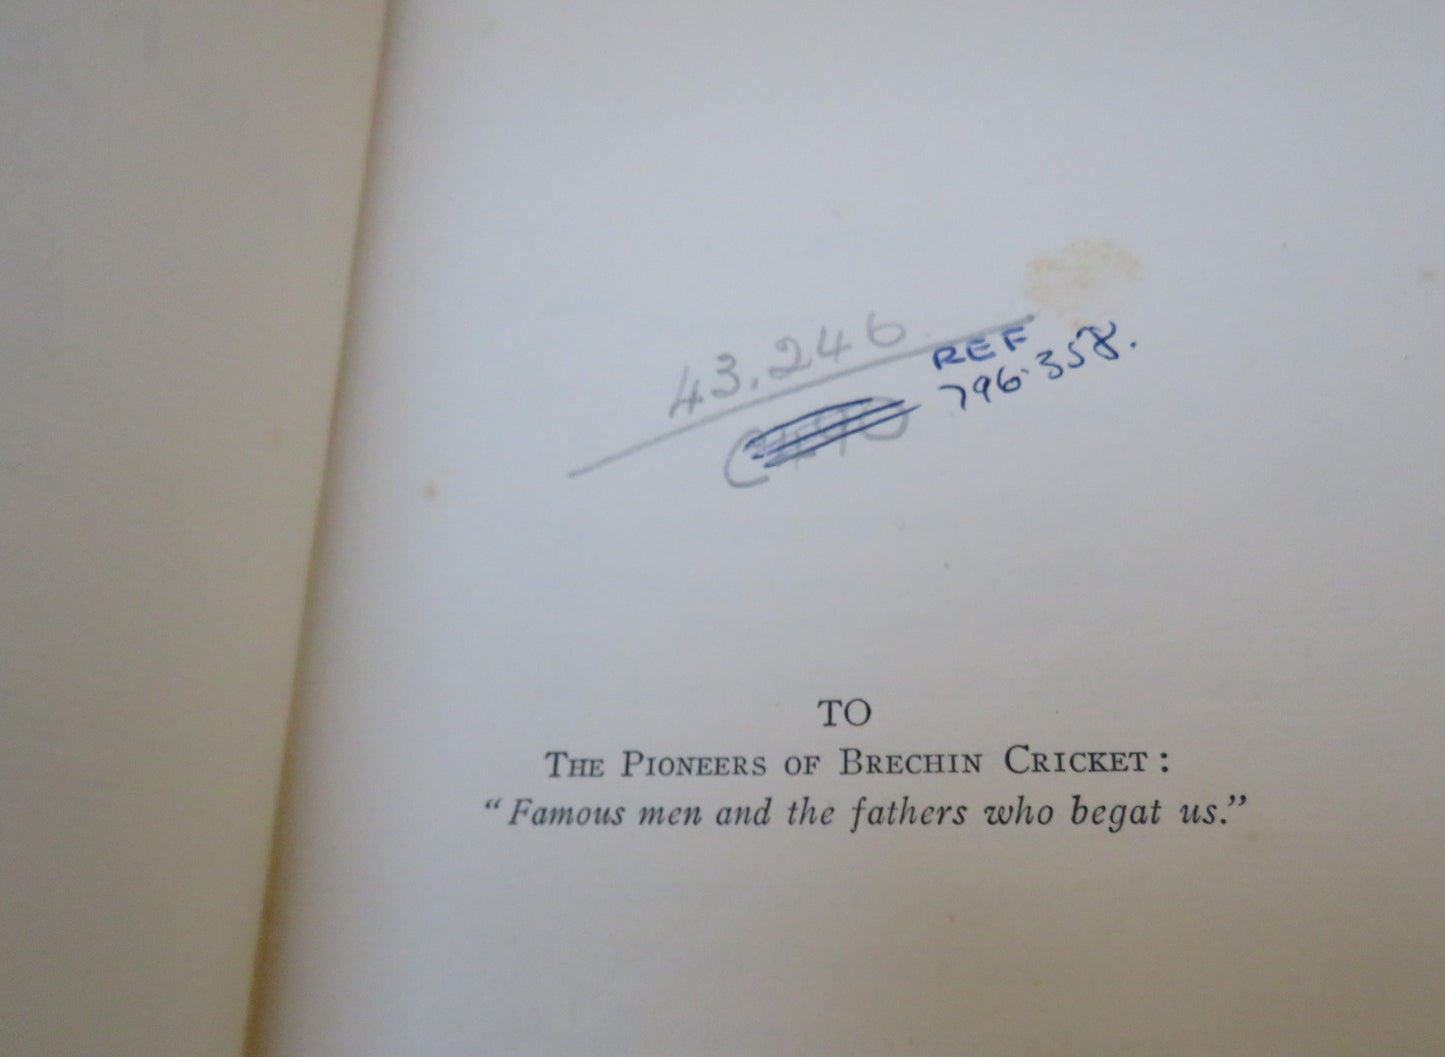 43.246
REF
796.358.
TO
THE PIONEERS OF BRECHIN CRICKET:
"Famous men and the fathers who begat us."